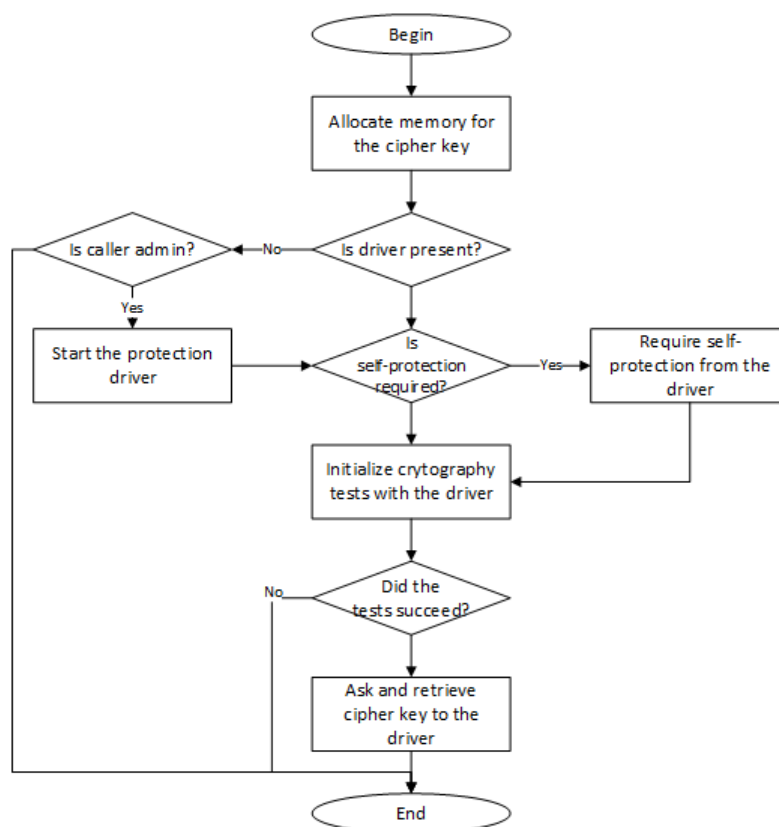 Begin
Allocate memory for
the cipher key
Is caller admin?
No
Is driver present?
Yes
Start the protection
driver
Is
self-protection
required?
Yes
Require self-
protection from the
driver
Initialize crytography
tests with the driver
No
Did the
tests succeed?
Ask and retrieve
cipher key to the
driver
End